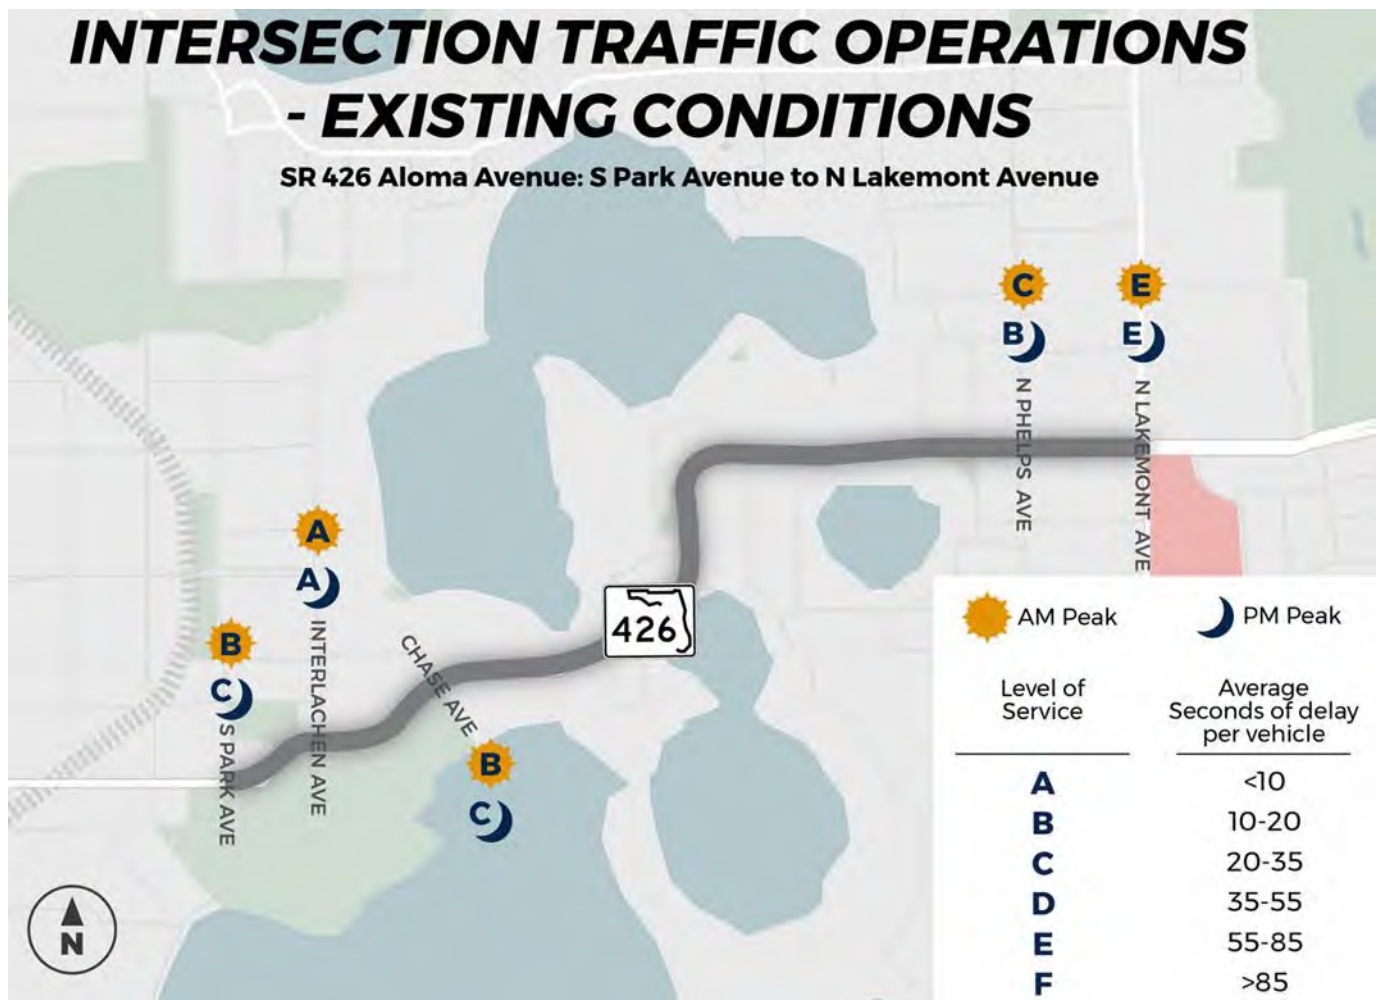 INTERSECTION TRAFFIC OPERATIONS
- EXISTING CONDITIONS
SR 426 Aloma Avenue: S Park Avenue to N Lakemont Avenue
C
B
N PHELPS AVE
E
E
N LAKEMONT AVE
A
A
INTERLACHEN AVE
B
C
S PARK AVE
CHASE AVE
B
C
426
N
AM Peak
PM Peak
Level of
Service
Average
Seconds of delay
per vehicle
A <10
B 10-20
C 20-35
D 35-55
E 55-85
F >85